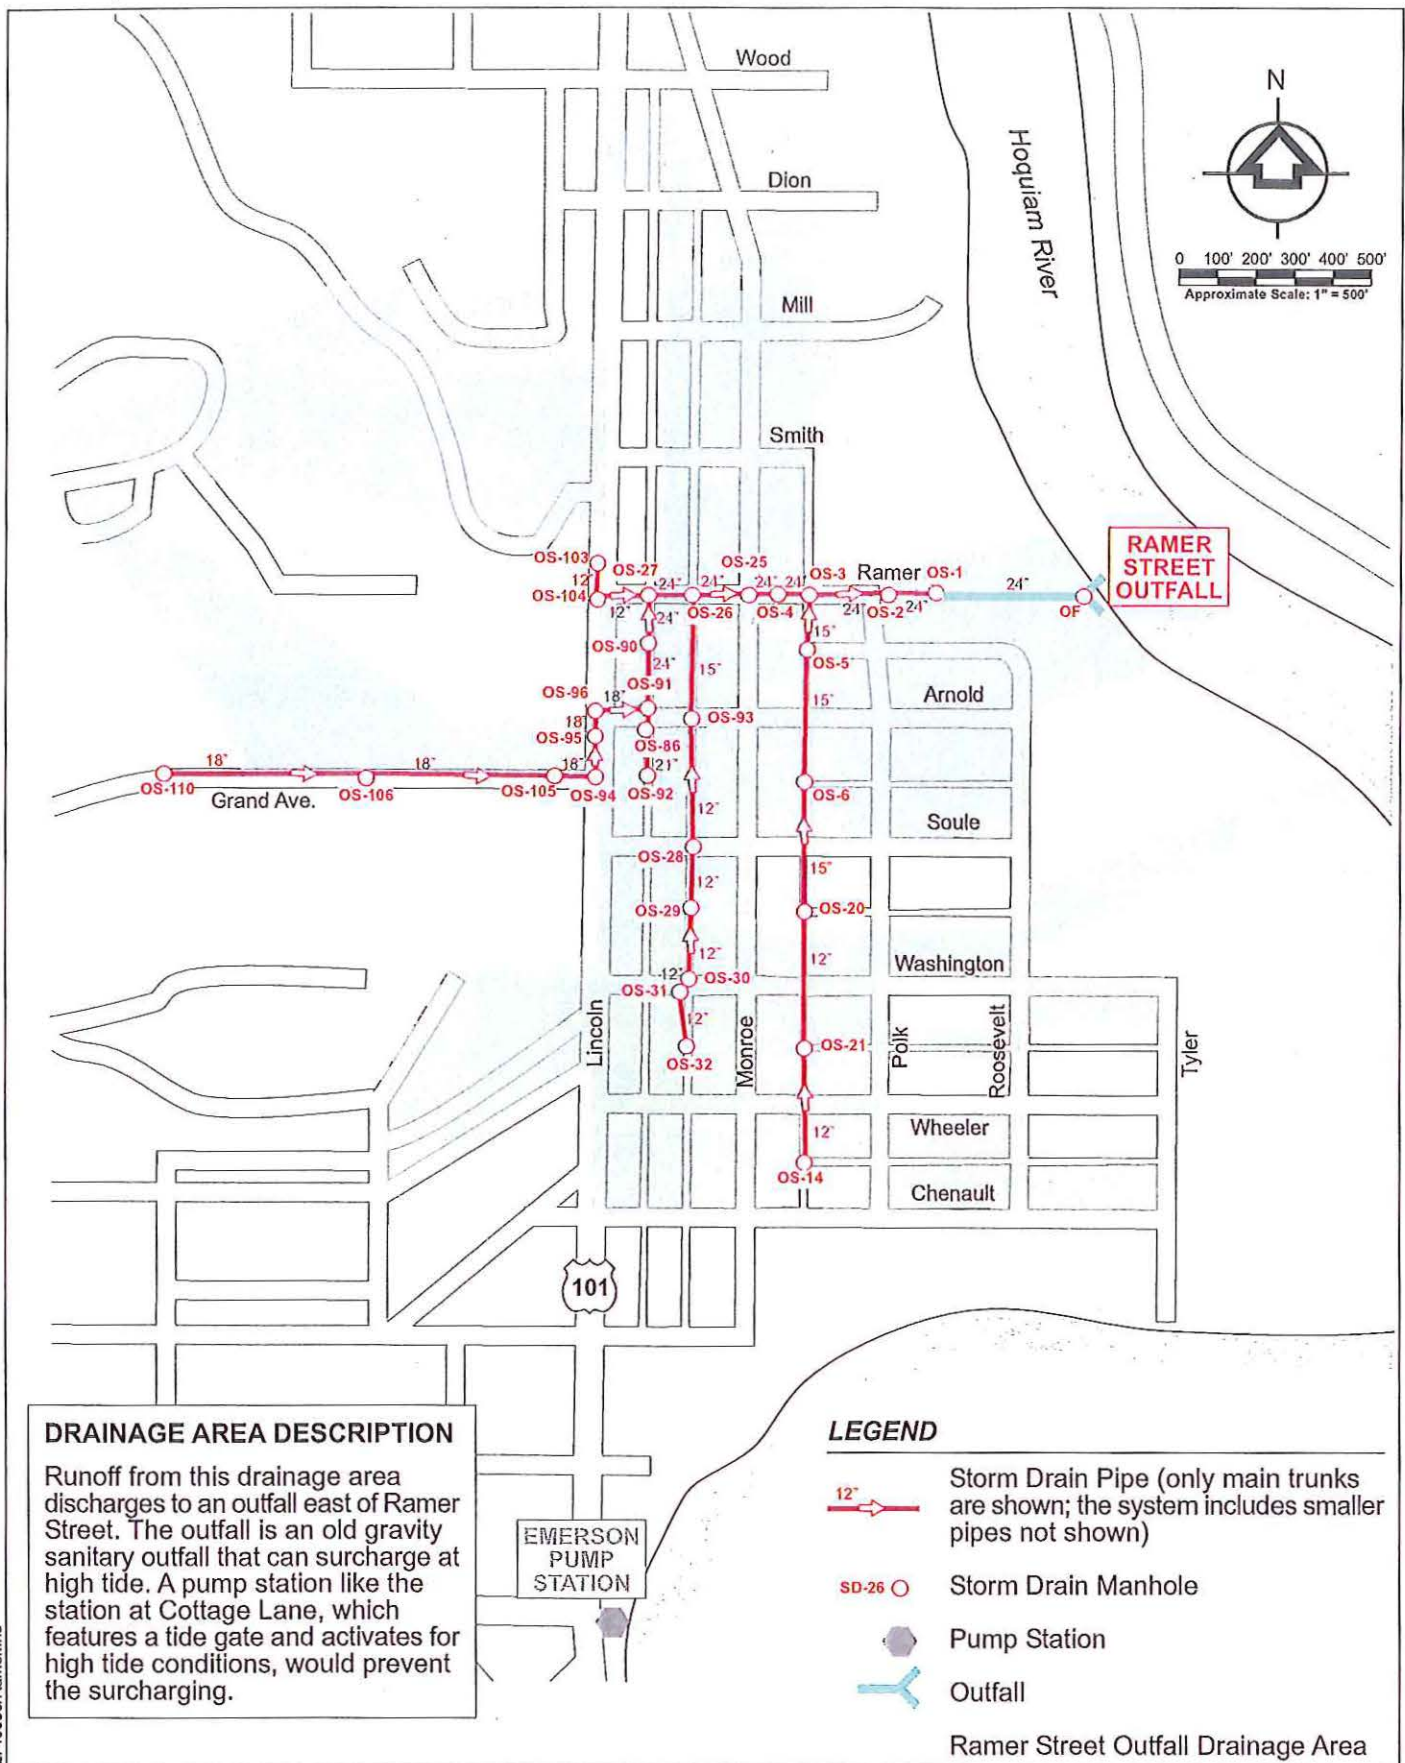 Wood
N
Dion
Hoquiam River
0 100' 200' 300' 400' 500'
Approximate Scale: 1" = 500'
Mill
Smith
RAMER
STREET
OUTFALL
OS-103
OS-27
OS-25
OS-3
Ramer
OS-1
12"
24"
24"
24"
24"
24"
OS-104
12"
24"
OS-26
OS-4
24"
OS-2
24"
OF
15"
OS-90
OS-5
24"
15"
OS-96
18"
OS-91
15"
Arnold
18"
OS-93
OS-95
OS-86
18"
18"
18"
21"
OS-110
OS-106
OS-105
OS-94
OS-92
OS-6
Grand Ave.
12"
Soule
OS-28
15"
12"
OS-29
OS-20
12"
12"
Washington
12"
OS-30
OS-31
12"
Lincoln
Monroe
Polk
Roosevelt
Tyler
OS-21
OS-32
Wheeler
12"
OS-14
Chenault
101
DRAINAGE AREA DESCRIPTION
Runoff from this drainage area
discharges to an outfall east of Ramer
Street. The outfall is an old gravity
sanitary outfall that can surcharge at
high tide. A pump station like the
station at Cottage Lane, which
features a tide gate and activates for
high tide conditions, would prevent
the surcharging.
EMERSON
PUMP
STATION
LEGEND
12"
Storm Drain Pipe (only main trunks
are shown; the system includes smaller
pipes not shown)
SD-26
Storm Drain Manhole
Pump Station
Outfall
Ramer Street Outfall Drainage Area